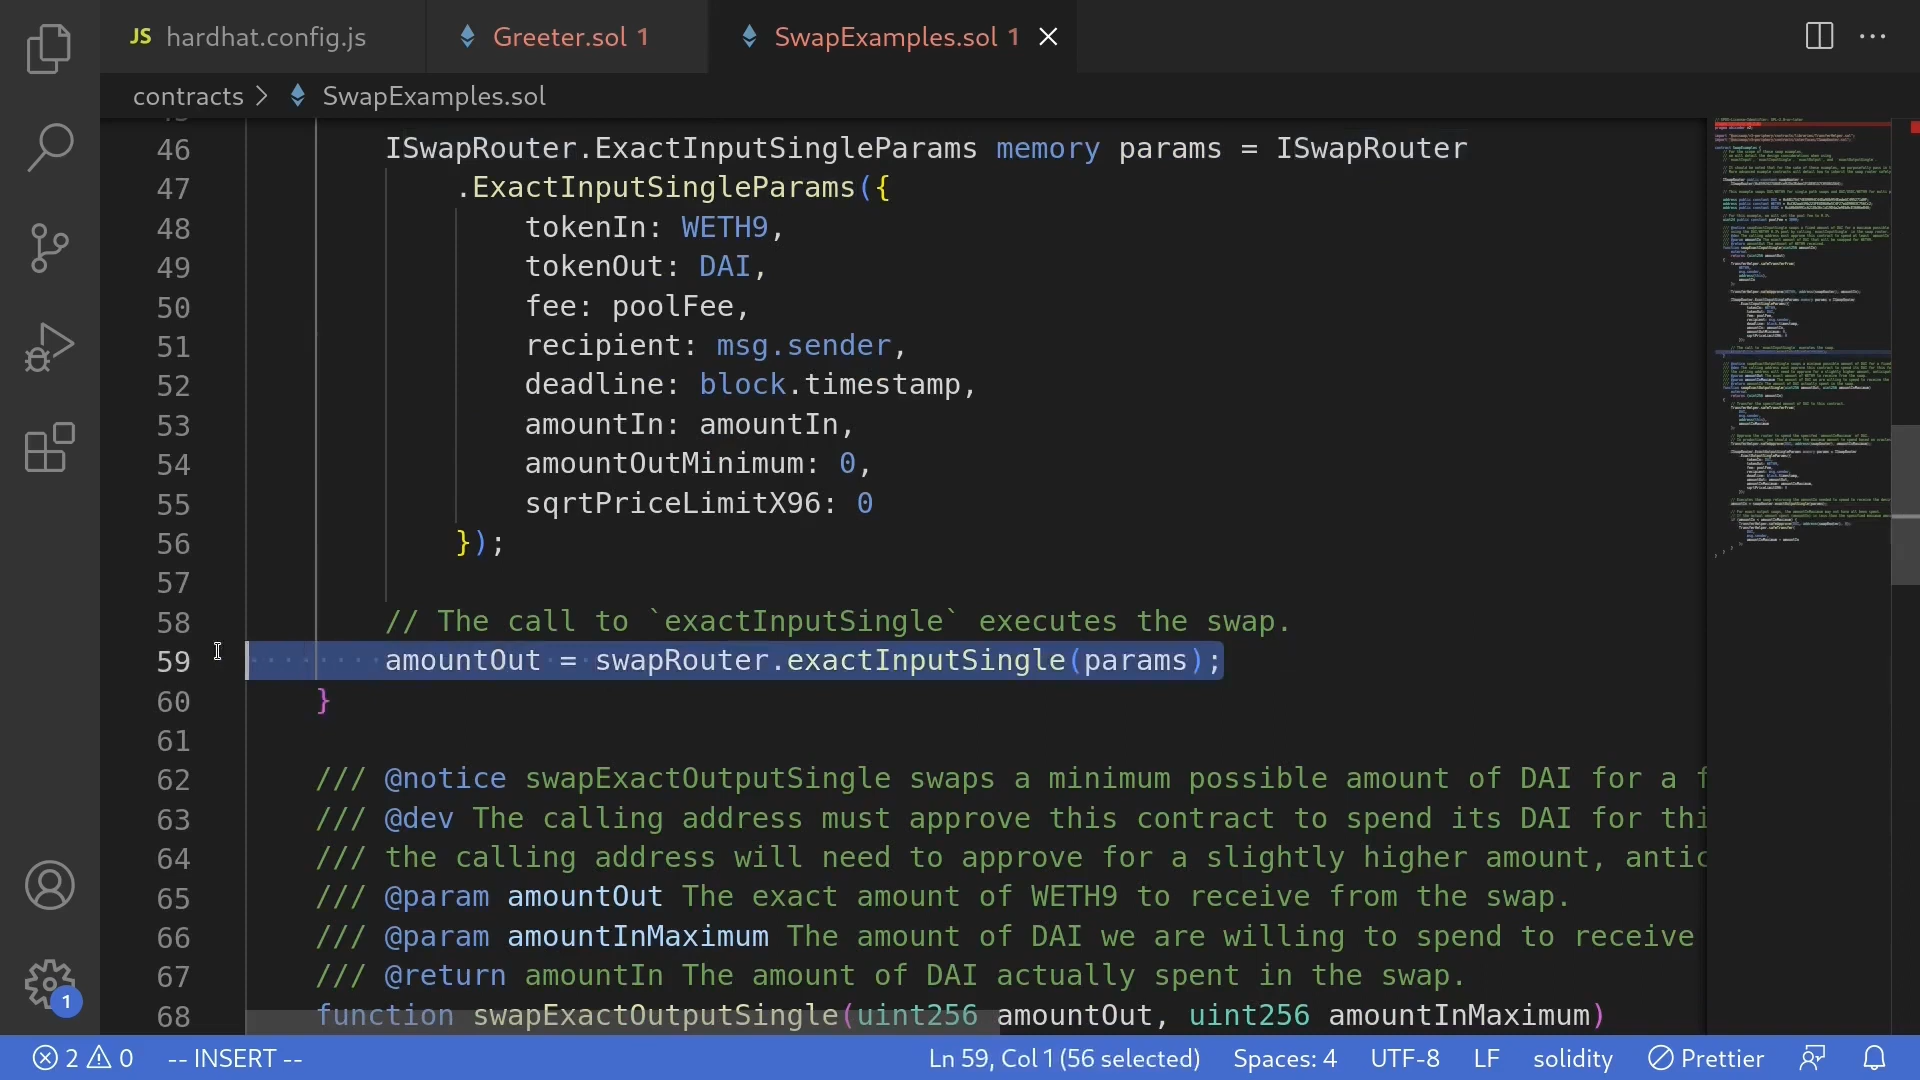 JS hardhat.config.js
Greeter.sol 1
SwapExamples.sol 1
contracts > SwapExamples.sol
46 ISwapRouter.ExactInputSingleParams memory params = ISwapRouter
47 .ExactInputSingleParams({
48 tokenIn: WETH9,
49 tokenOut: DAI,
50 fee: poolFee,
51 recipient: msg.sender,
52 deadline: block.timestamp,
53 amountIn: amountIn,
54 amountOutMinimum: 0,
55 sqrtPriceLimitX96: 0
56 });
57
58 // The call to `exactInputSingle` executes the swap.
59 amountOut = swapRouter.exactInputSingle(params);
60 }
61
62 /// @notice swapExactOutputSingle swaps a minimum possible amount of DAI for a f
63 /// @dev The calling address must approve this contract to spend its DAI for thi
64 /// the calling address will need to approve for a slightly higher amount, antic
65 /// @param amountOut The exact amount of WETH9 to receive from the swap.
66 /// @param amountInMaximum The amount of DAI we are willing to spend to receive
67 /// @return amountIn The amount of DAI actually spent in the swap.
68 function swapExactOutputSingle(uint256 amountOut, uint256 amountInMaximum)
1
2 0 -- INSERT -- Ln 59, Col 1 (56 selected) Spaces: 4 UTF-8 LF solidity Prettier